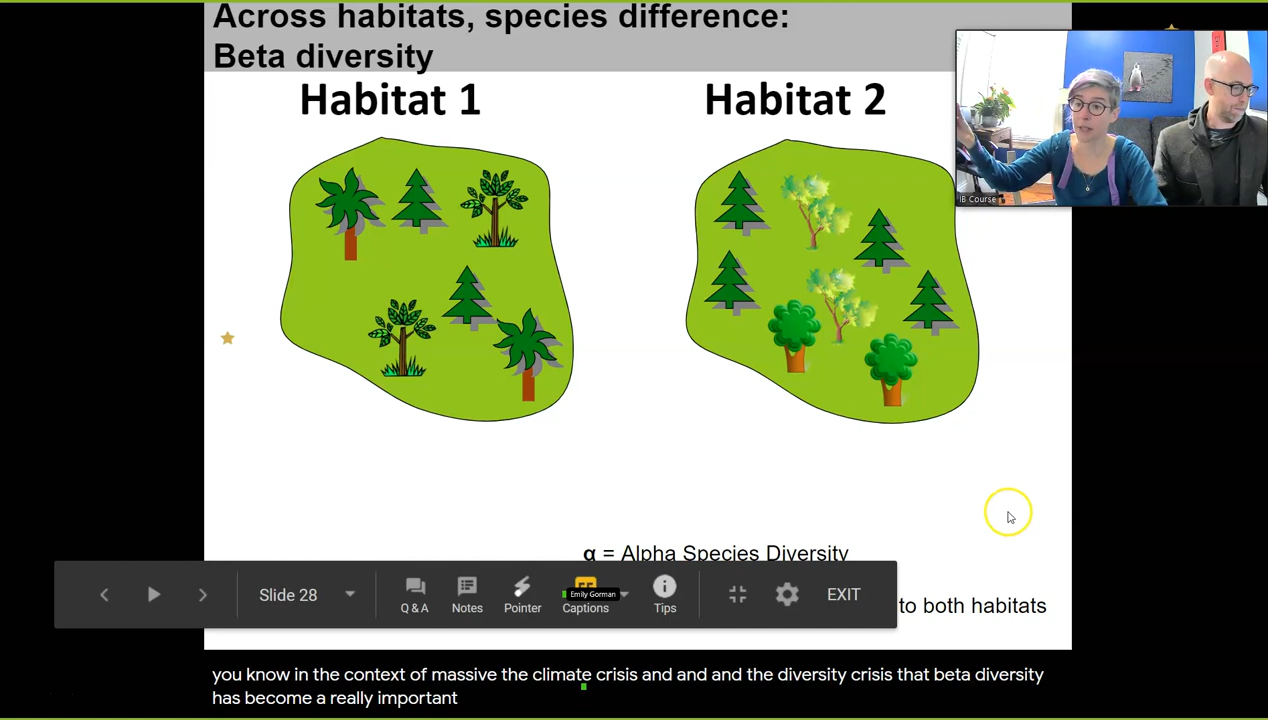 Across habitats, species difference:
Beta diversity
Habitat 1
Habitat 2
IB Course
α = Alpha Species Diversity
to both habitats
Slide 28
Q & A
Notes
Pointer
Captions
Tips
EXIT
Emily Gorman
you know in the context of massive the climate crisis and and and the diversity crisis that beta diversity
has become a really important